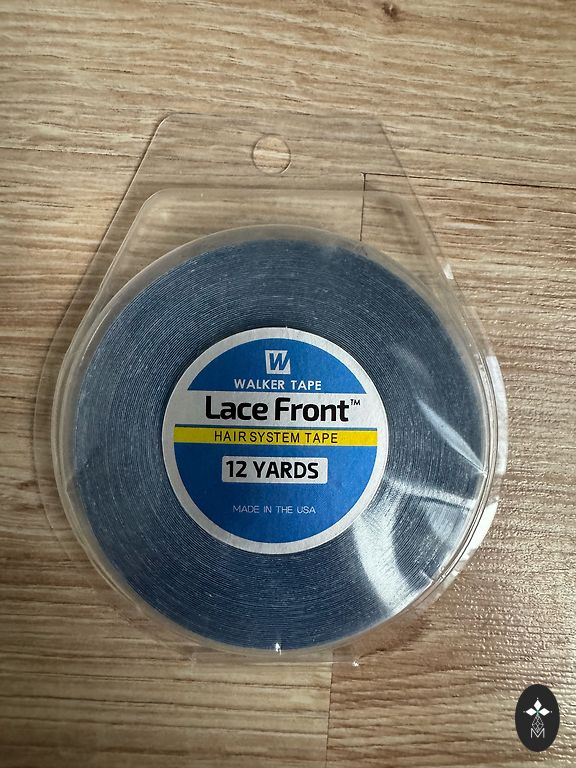 W
WALKER TAPE
Lace Front™
HAIR SYSTEM TAPE
12 YARDS
MADE IN THE USA
M